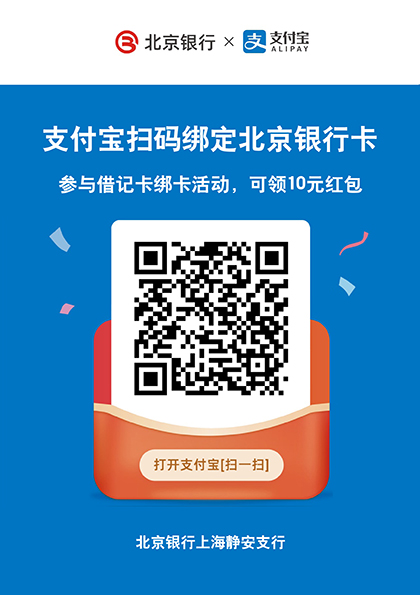 北京银行 × 支付宝
ALIPAY
支付宝扫码绑定北京银行卡
参与借记卡绑卡活动，可领10元红包
打开支付宝[扫一扫]
北京银行上海静安支行